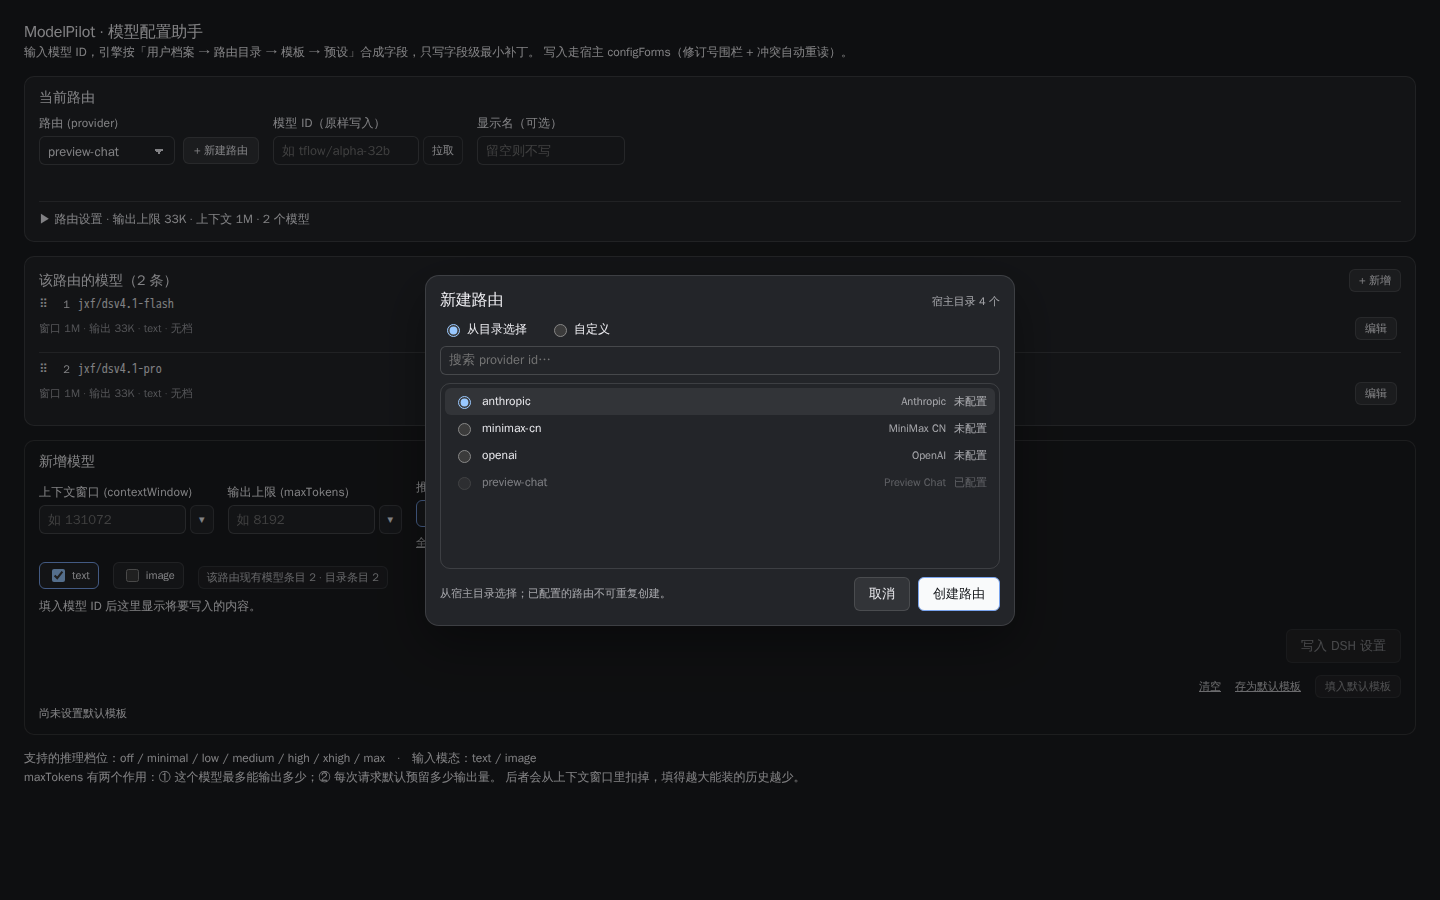 ModelPilot · 模型配置助手
输入模型 ID，引擎按「用户档案 → 路由目录 → 模板 → 预设」合成字段，只写字段级最小补丁。 写入走宿主 configForms（修订号围栏 + 冲突自动重读）。
当前路由
路由 (provider)
模型 ID（原样写入）
显示名（可选）
preview-chat
+ 新建路由
如 tflow/alpha-32b
拉取
留空则不写
▶ 路由设置 · 输出上限 33K · 上下文 1M · 2 个模型
该路由的模型（2 条）
+ 新增
1 jxf/dsv4.1-flash
窗口 1M · 输出 33K · text · 无档
编辑
2 jxf/dsv4.1-pro
窗口 1M · 输出 33K · text · 无档
编辑
新建路由
宿主目录 4 个
从目录选择
自定义
搜索 provider id…
anthropic
Anthropic 未配置
minimax-cn
MiniMax CN 未配置
openai
OpenAI 未配置
preview-chat
Preview Chat 已配置
从宿主目录选择；已配置的路由不可重复创建。
取消
创建路由
新增模型
上下文窗口 (contextWindow)
输出上限 (maxTokens)
如 131072
▼
如 8192
▼
全
text
image
该路由现有模型条目 2 · 目录条目 2
填入模型 ID 后这里显示将要写入的内容。
写入 DSH 设置
清空
存为默认模板
填入默认模板
尚未设置默认模板
支持的推理档位：off / minimal / low / medium / high / xhigh / max · 输入模态：text / image
maxTokens 有两个作用：① 这个模型最多能输出多少；② 每次请求默认预留多少输出量。 后者会从上下文窗口里扣掉，填得越大能装的历史越少。